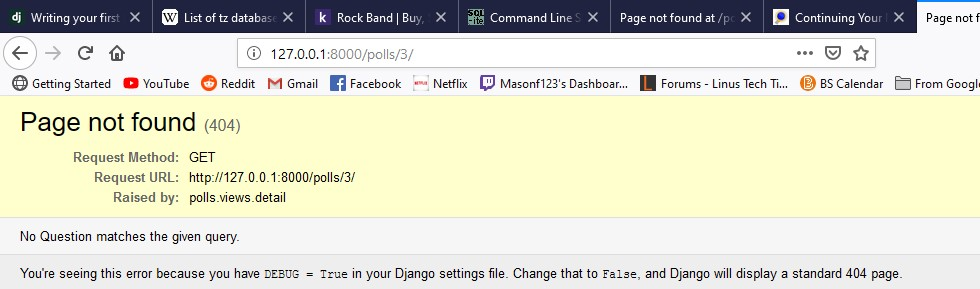 dj Writing your first
W List of tz database
k Rock Band | Buy,
SQL Command Line S
Page not found at /po
Continuing Your
Page not f
127.0.0.1:8000/polls/3/
Getting Started
YouTube
Reddit
Gmail
Facebook
Netflix
Masonf123's Dashboar...
Forums - Linus Tech Ti...
BS Calendar
From Google
Page not found (404)
Request Method: GET
Request URL: http://127.0.0.1:8000/polls/3/
Raised by: polls.views.detail
No Question matches the given query.
You're seeing this error because you have DEBUG = True in your Django settings file. Change that to False, and Django will display a standard 404 page.